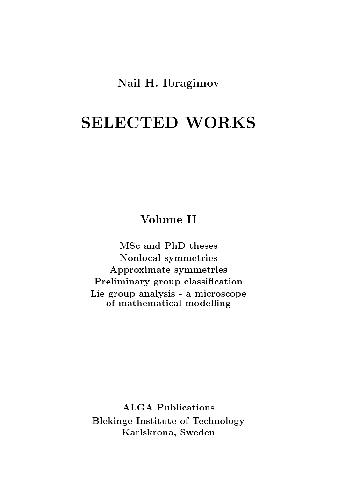 Nail H. Ibragimov
SELECTED WORKS
Volume II
MSc and PhD theses
Nonlocal symmetries
Approximate symmetries
Preliminary group classification
Lie group analysis - a microscope
of mathematical modelling
ALGA Publications
Blekinge Institute of Technology
Karlskrona, Sweden